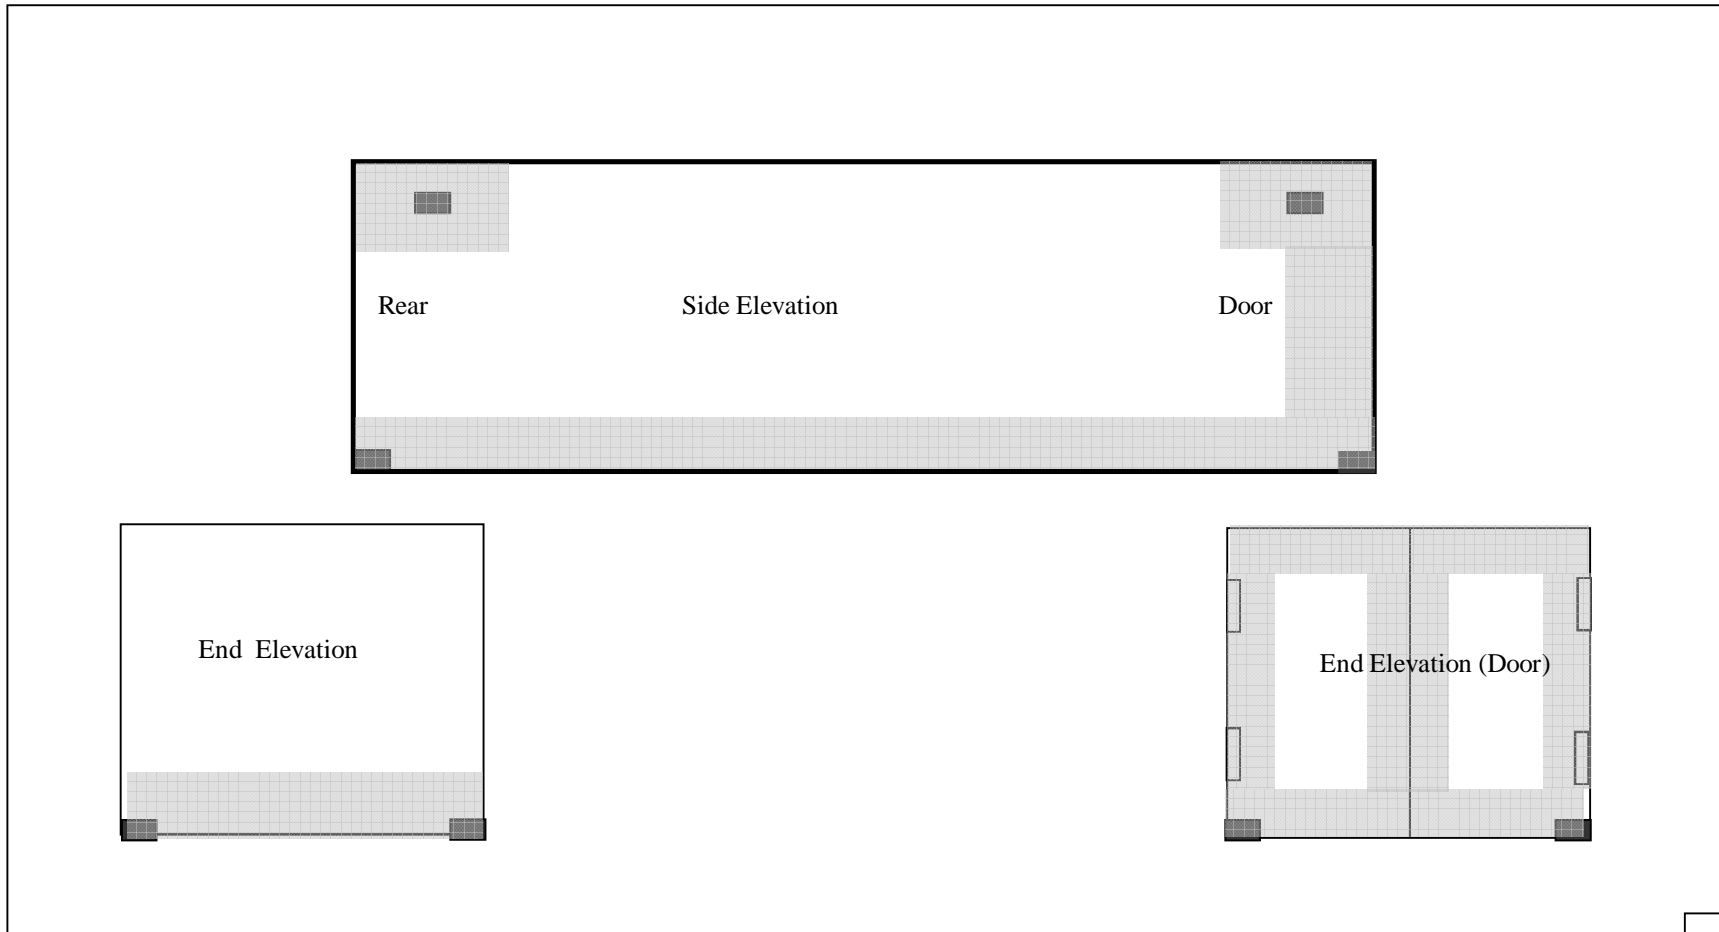 Rear
Side Elevation
Door
End  Elevation
End Elevation (Door)